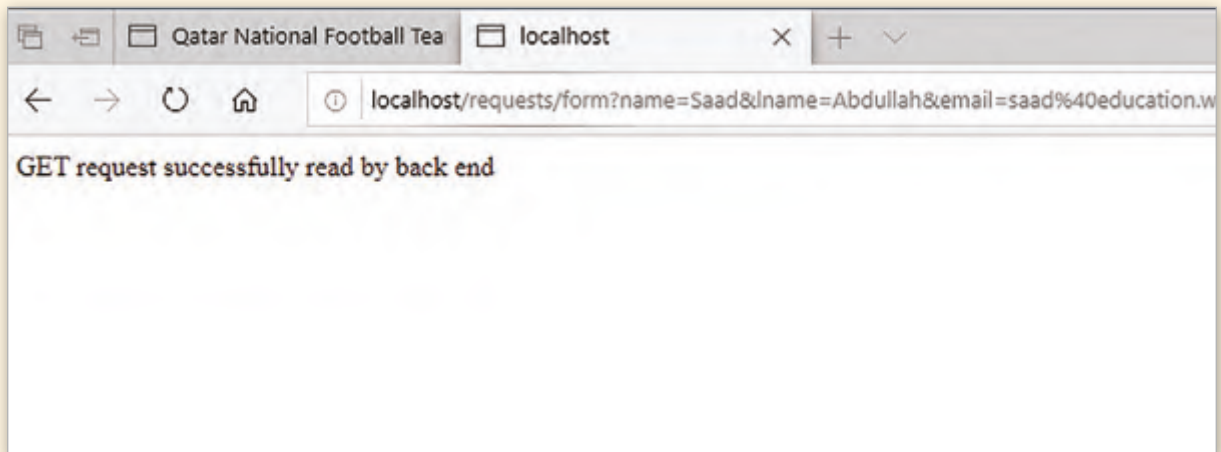 Qatar National Football Tea localhost
localhost/requests/form?name=Saad&lname=Abdullah&email=saad%40education.w
GET request successfully read by back end